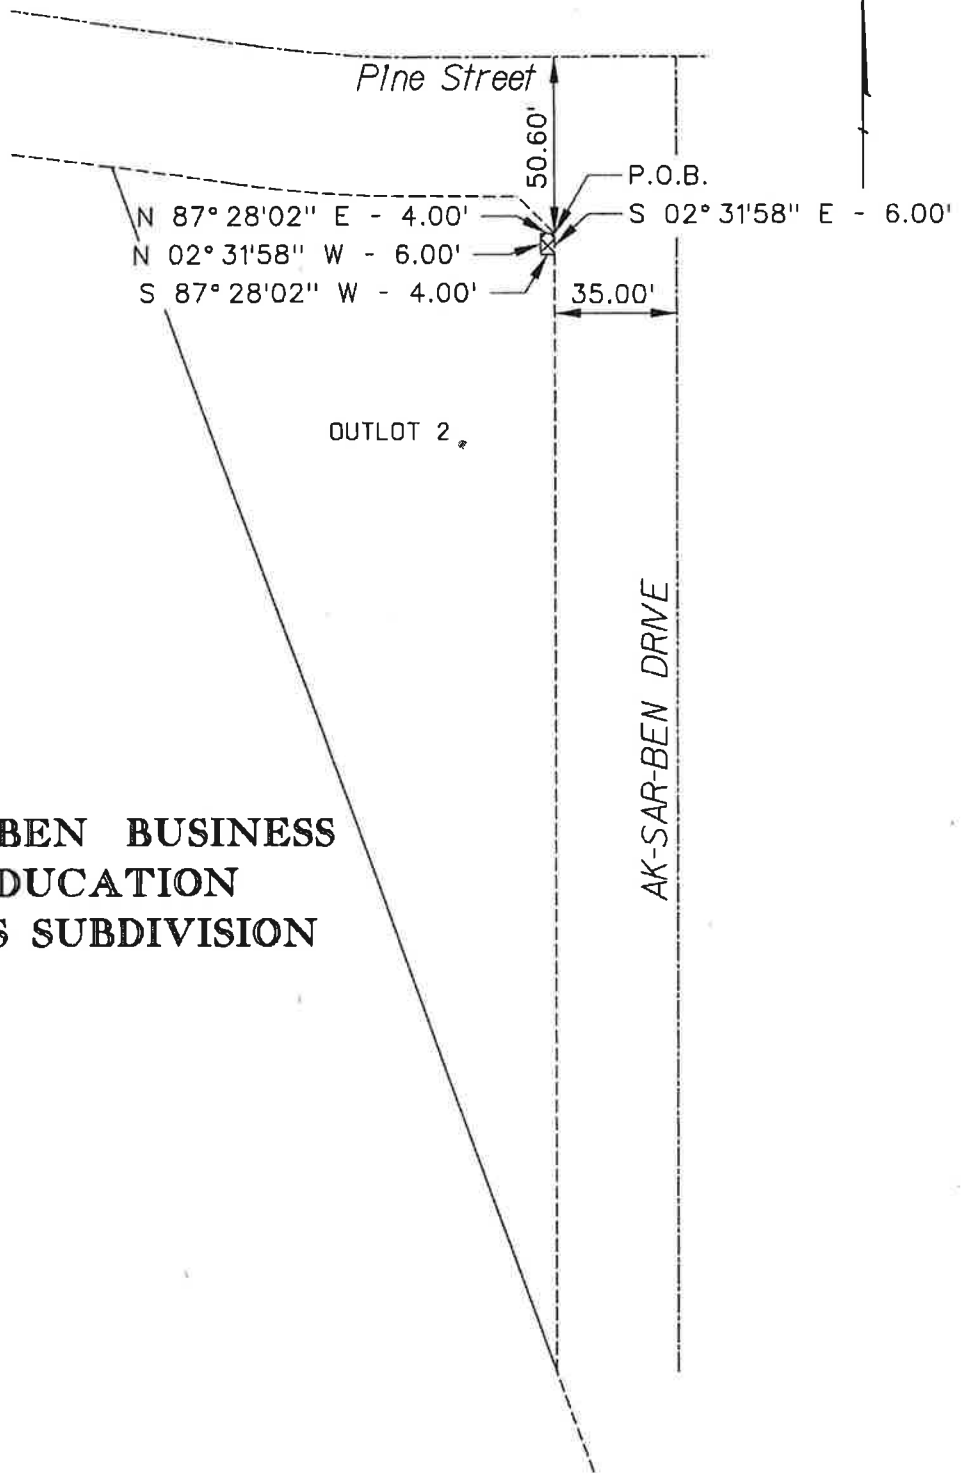 Pine Street
50.60'
P.O.B.
N 87° 28'02" E - 4.00'
S 02° 31'58" E - 6.00'
N 02° 31'58" W - 6.00'
S 87° 28'02" W - 4.00'
35.00'
OUTLOT 2
AK-SAR-BEN DRIVE
BEN BUSINESS
DUCATION
S SUBDIVISION